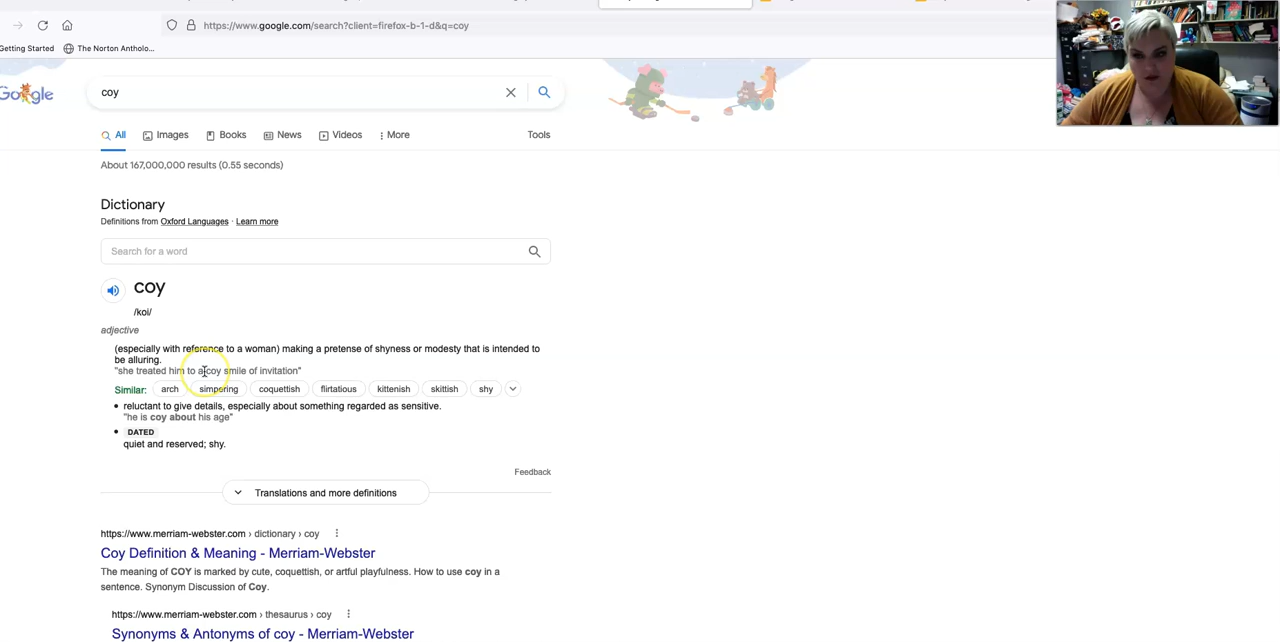 https://www.google.com/search?client=firefox-b-1-d&q=coy
Getting Started The Norton Antholo...
coy
All Images Books News Videos More Tools
About 167,000,000 results (0.55 seconds)
Dictionary
Definitions from Oxford Languages · Learn more
Search for a word
coy
/koi/
adjective
(especially with reference to a woman) making a pretense of shyness or modesty that is intended to
be alluring.
"she treated him to a coy smile of invitation"
Similar: arch simpering coquettish flirtatious kittenish skittish shy
• reluctant to give details, especially about something regarded as sensitive.
"he is coy about his age"
• DATED
quiet and reserved; shy.
Feedback
Translations and more definitions
https://www.merriam-webster.com › dictionary › coy
Coy Definition & Meaning - Merriam-Webster
The meaning of COY is marked by cute, coquettish, or artful playfulness. How to use coy in a
sentence. Synonym Discussion of Coy.
https://www.merriam-webster.com › thesaurus › coy
Synonyms & Antonyms of coy - Merriam-Webster